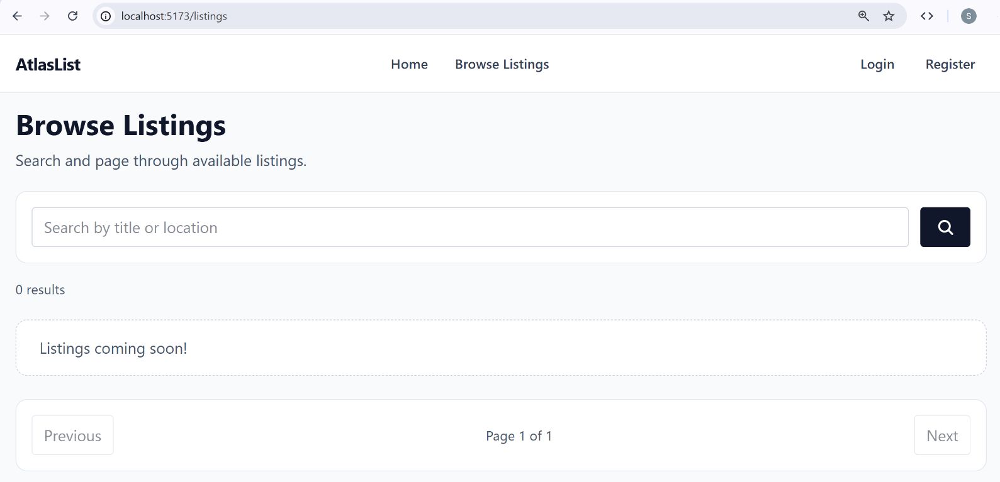 localhost:5173/listings
S
AtlasList
Home Browse Listings
Login Register
Browse Listings
Search and page through available listings.
Search by title or location
0 results
Listings coming soon!
Previous
Page 1 of 1
Next